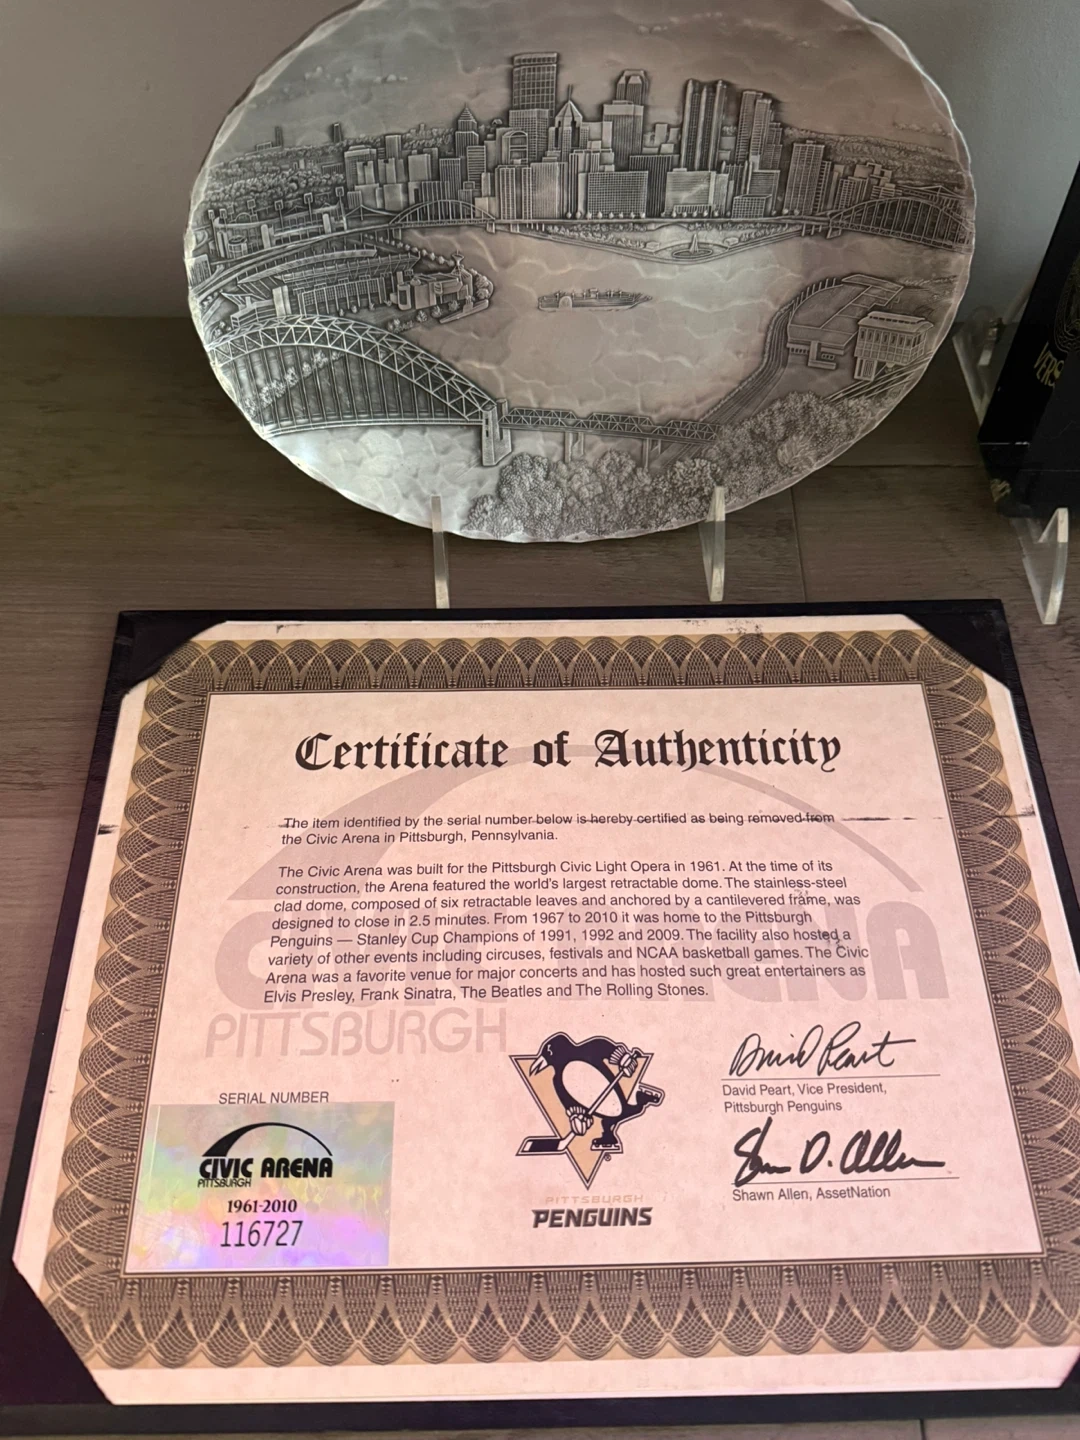 VERS
Certificate of Authenticity
The item identified by the serial number below is hereby certified as being removed from
the Civic Arena in Pittsburgh, Pennsylvania.
The Civic Arena was built for the Pittsburgh Civic Light Opera in 1961. At the time of its
construction, the Arena featured the world's largest retractable dome. The stainless-steel
clad dome, composed of six retractable leaves and anchored by a cantilevered frame, was
designed to close in 2.5 minutes. From 1967 to 2010 it was home to the Pittsburgh
Penguins — Stanley Cup Champions of 1991, 1992 and 2009. The facility also hosted a
variety of other events including circuses, festivals and NCAA basketball games. The Civic
Arena was a favorite venue for major concerts and has hosted such great entertainers as
Elvis Presley, Frank Sinatra, The Beatles and The Rolling Stones.
CIVIC ARENA
PITTSBURGH
David Peart
David Peart, Vice President,
Pittsburgh Penguins
Shawn D. Allen
Shawn Allen, AssetNation
SERIAL NUMBER
CIVIC ARENA
PITTSBURGH
1961-2010
116727
PITTSBURGH
PENGUINS